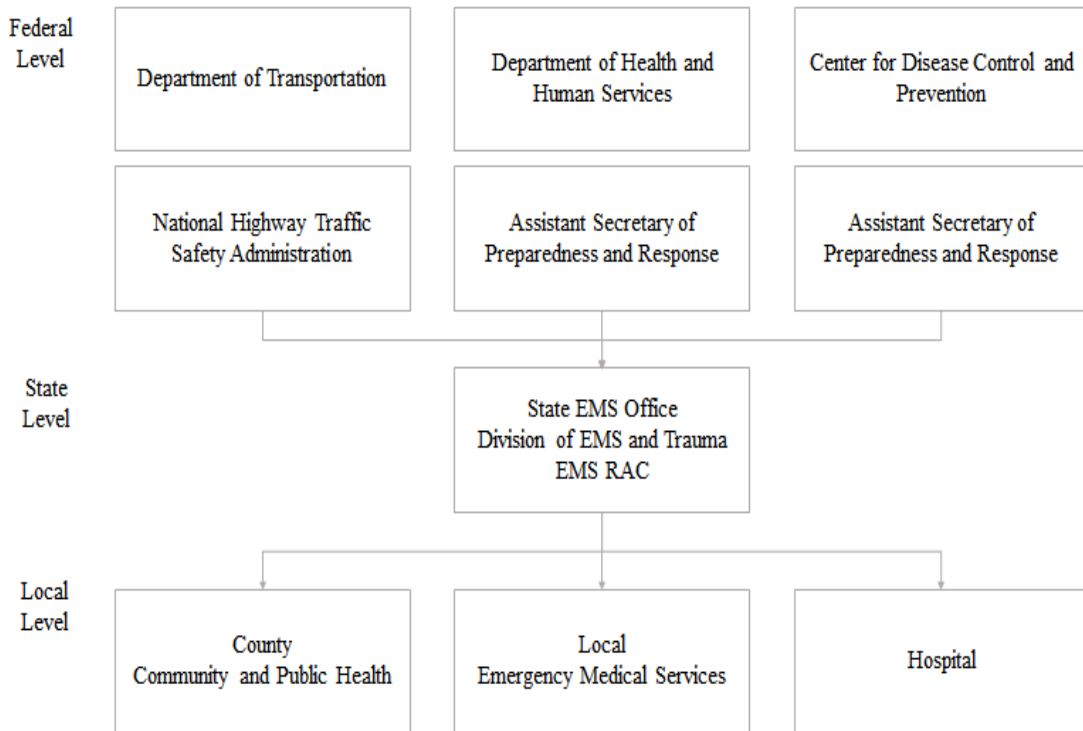 Federal
Level
Department of Transportation
Department of Health and
Human Services
Center for Disease Control and
Prevention
National Highway Traffic
Safety Administration
Assistant Secretary of
Preparedness and Response
Assistant Secretary of
Preparedness and Response
State
Level
State EMS Office
Division of EMS and Trauma
EMS RAC
Local
Level
County
Community and Public Health
Local
Emergency Medical Services
Hospital